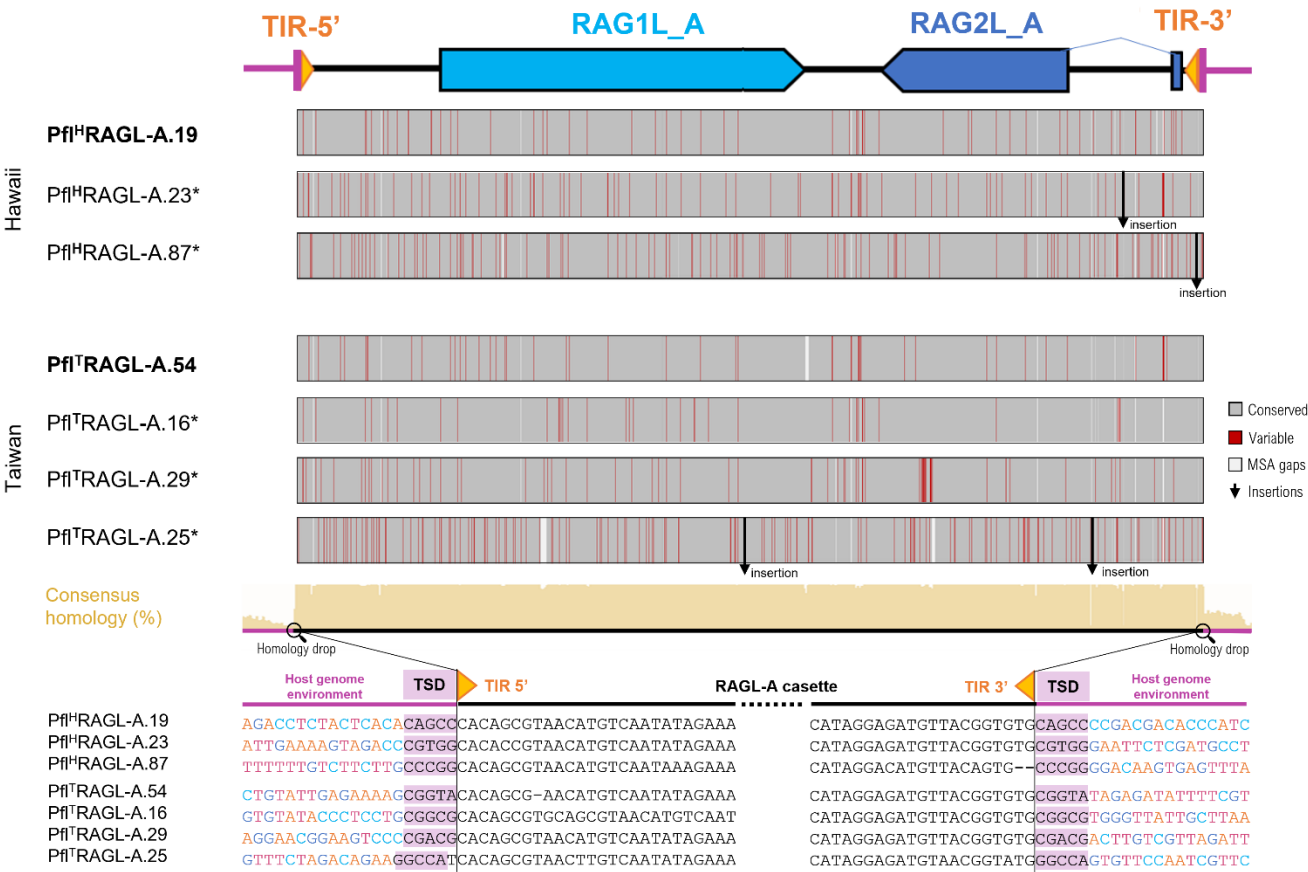 TIR-5’ RAG1L_A RAG2L_A TIR-3’
Hawaii
PflᴴRAGL-A.19
PflᴴRAGL-A.23*
insertion
PflᴴRAGL-A.87*
insertion
Taiwan
PflᵀRAGL-A.54
PflᵀRAGL-A.16*
PflᵀRAGL-A.29*
PflᵀRAGL-A.25*
insertion insertion
Conserved
Variable
MSA gaps
Insertions
Consensus
homology (%)
Homology drop Homology drop
Host genome
environment
TSD TIR 5’ RAGL-A casette TIR 3’ TSD
Host genome
environment
PflᴴRAGL-A.19 AGACCTCTACTCACACAGCCCACAGCGTAACATGTCAATATAGAAA CATAGGAGATGTTACGGTGTGCAGCCCCGACGACACCCATC
PflᴴRAGL-A.23 ATTGAAAAGTAGACCCGTGGCACACCGTAACATGTCAATATAGAAA CATAGGAGATGTTACGGTGTGCGTGGGAATTCTCGATGCCT
PflᴴRAGL-A.87 TTTTTTGTCTTCTTGCCCGGCACAGCGTAACATGTCAATAAAGAAA CATAGGACATGTTACAGTG--CCCGGGGACAAGTGAGTTTA
PflᵀRAGL-A.54 CTGTATTGAGAAAAGCGGTACACAGCG-AACATGTCAATATAGAAA CATAGGAGATGTTACGGTGTGCGGTATAGAGATATTTTCGT
PflᵀRAGL-A.16 GTGTATACCCTCCTGCGGCGCACAGCGTGCAGCGTAACATGTCAAT CATAGGAGATGTTACGGTGTGCGGCGTGGGTTATTGCTTAA
PflᵀRAGL-A.29 AGGAACGGAAGTCCCCGACGCACAGCGTAACATGTCAATATAGAAA CATAGGAGATGTTACGGTGTGCGACGACTTGTCGTTAGATT
PflᵀRAGL-A.25 GTTTCTAGACAGAAGGCCATCACAGCGTAACTTGTCAATATAGAAA CATAGGAGATGTAACGGTATGGGCCAGTGTTCCAATCGTTC